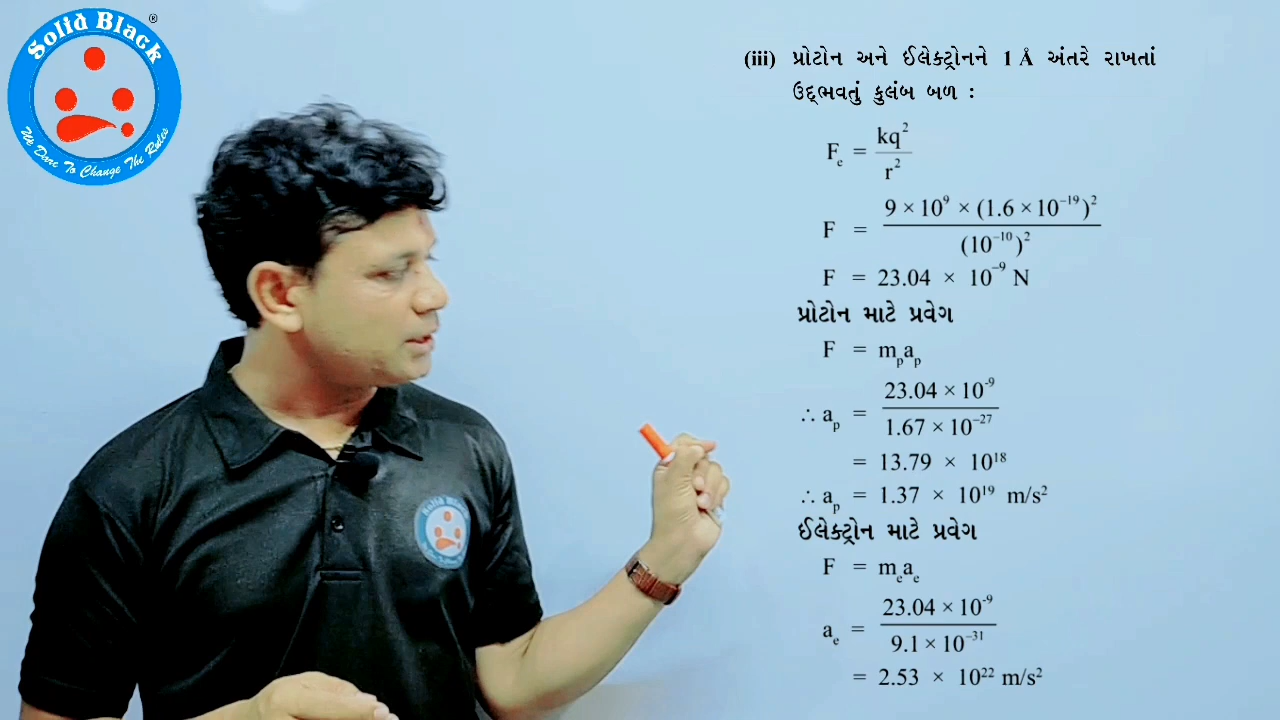 Solid Black ®
We Dare To Change The Rules
(iii) પ્રોટોન અને ઈલેક્ટ્રોનને 1 Å અંતરે રાખતાં
ઉદ્ભવતું કુલંબ બળ :
Fₑ = kq² / r²
F = 9 × 10⁹ × (1.6 × 10⁻¹⁹)² / (10⁻¹⁰)²
F = 23.04 × 10⁻⁹ N
પ્રોટોન માટે પ્રવેગ
F = mₚaₚ
∴ aₚ = 23.04 × 10⁻⁹ / 1.67 × 10⁻²⁷
= 13.79 × 10¹⁸
∴ aₚ = 1.37 × 10¹⁹ m/s²
ઈલેક્ટ્રોન માટે પ્રવેગ
F = mₑaₑ
aₑ = 23.04 × 10⁻⁹ / 9.1 × 10⁻³¹
= 2.53 × 10²² m/s²
Solid Black